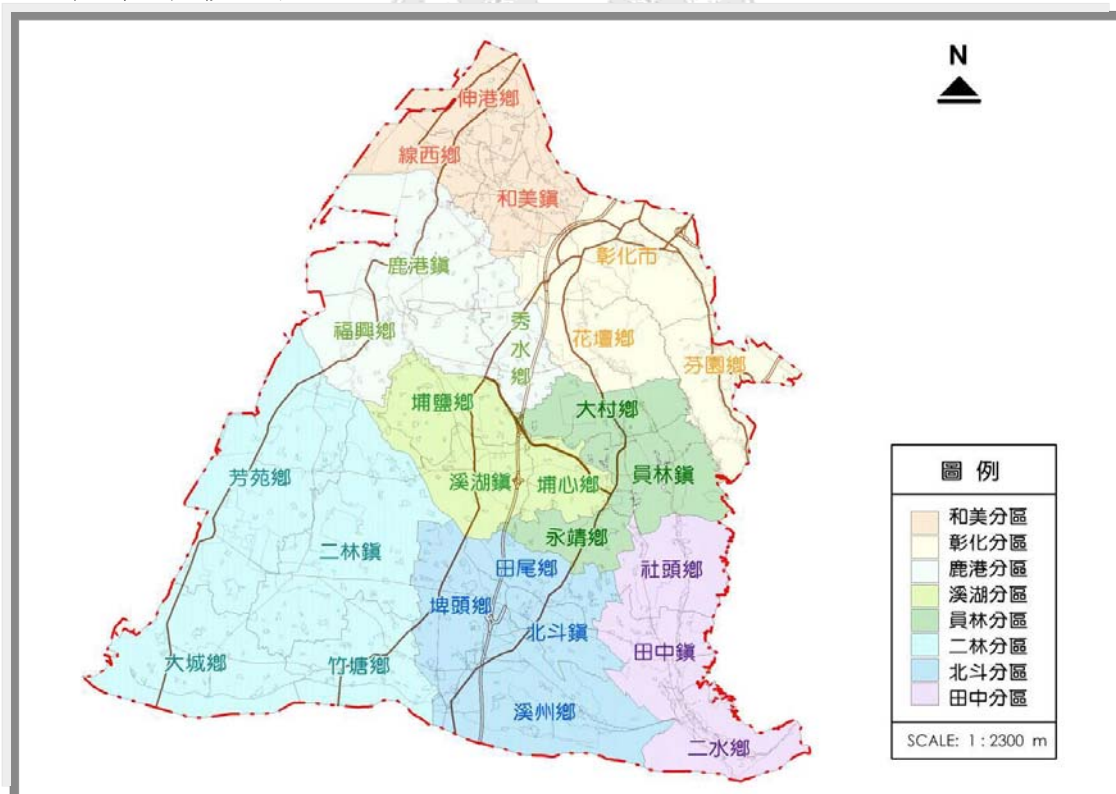 N
伸港鄉
線西鄉
和美鎮
彰化市
鹿港鎮
秀水鄉
福興鄉
花壇鄉
芬園鄉
埔鹽鄉
大村鄉
芳苑鄉
溪湖鎮
埔心鄉
員林鎮
永靖鄉
二林鎮
田尾鄉
社頭鄉
埤頭鄉
北斗鎮
田中鎮
大城鄉
竹塘鄉
溪州鄉
二水鄉
圖例
和美分區
彰化分區
鹿港分區
溪湖分區
員林分區
二林分區
北斗分區
田中分區
SCALE: 1 : 2300 m